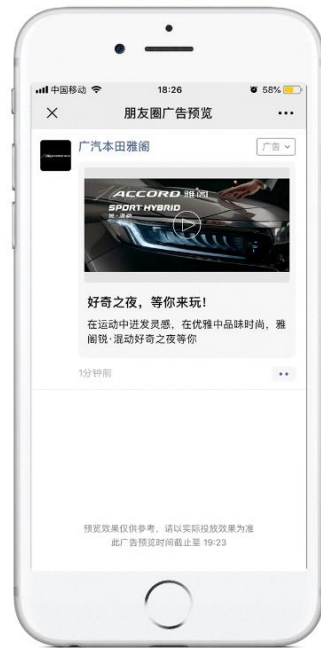 中国移动 18:26 58%
朋友圈广告预览
广汽本田雅阁 广告
ACCORD 雅阁
SPORT HYBRID
锐·混动
好奇之夜，等你来玩！
在运动中迸发灵感，在优雅中品味时尚，雅
阁锐·混动好奇之夜等你
1分钟前
预览效果仅供参考，请以实际投放效果为准
此广告预览时间截止至 19:23